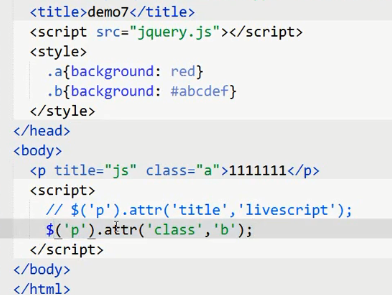 <title>demo7</title>
<script src="jquery.js"></script>
<style>
.a{background: red}
.b{background: #abcdef}
</style>
</head>
<body>
<p title="js" class="a">1111111</p>
<script>
// $('p').attr('title','livescript');
$('p').attr('class','b');
</script>
</body>
</html>